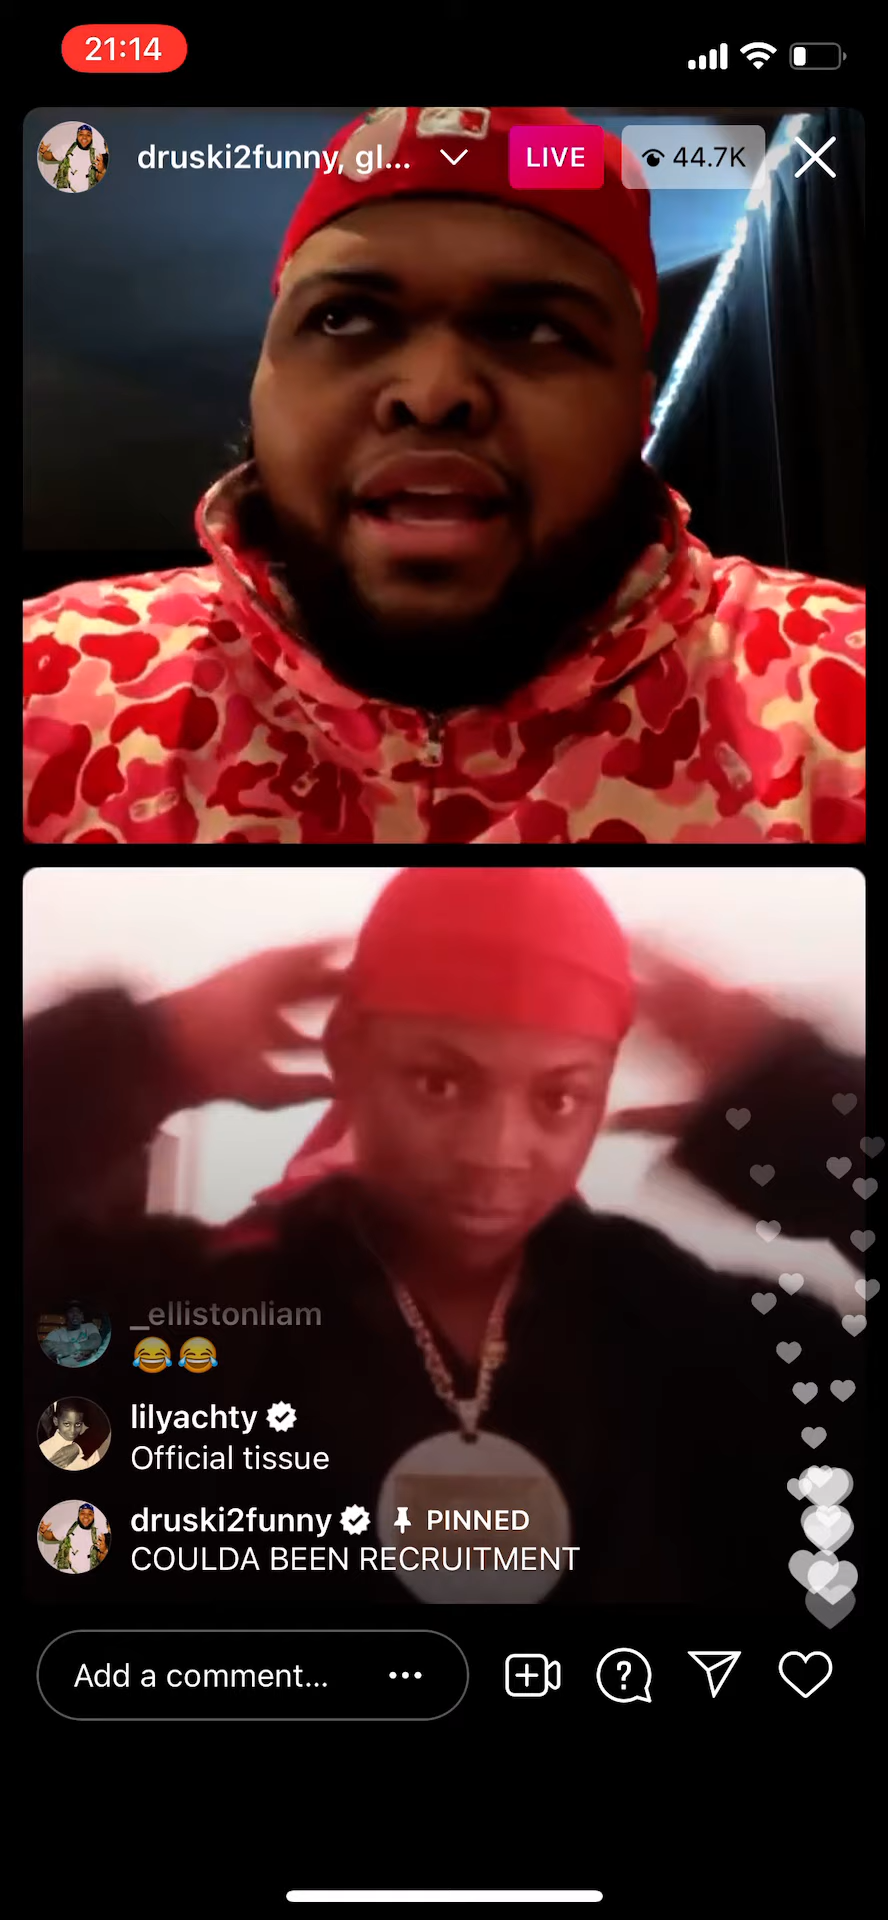 21:14
druski2funny, gl...
LIVE
44.7K
_ellistonliam
😂😂
lilyachty
Official tissue
druski2funny PINNED
COULDA BEEN RECRUITMENT
Add a comment...